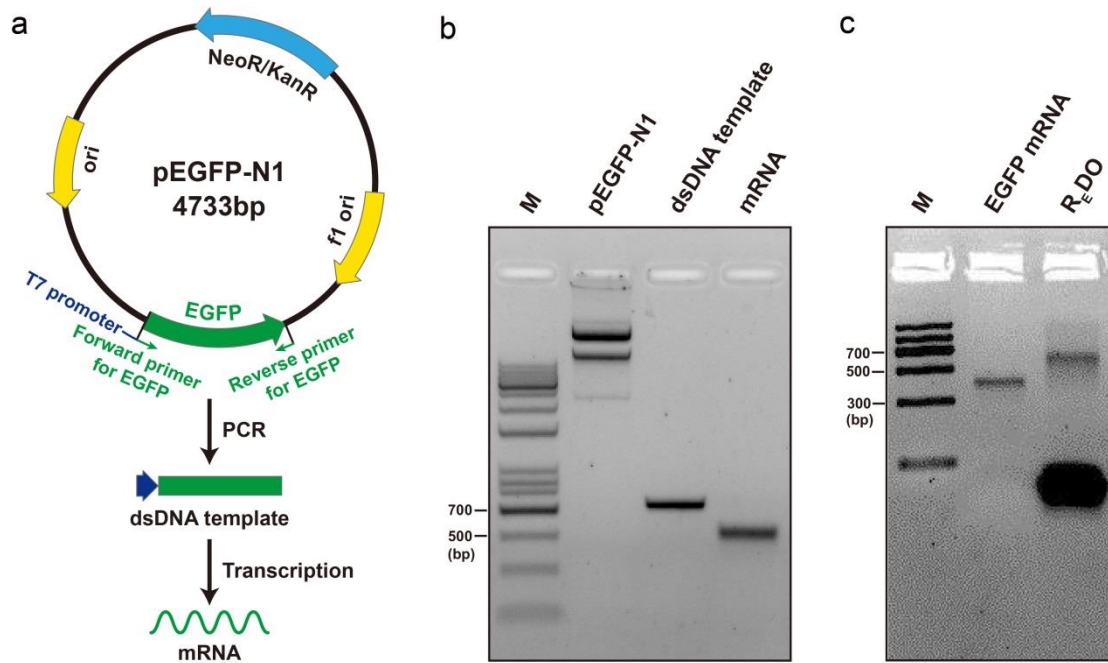 a
NeoR/KanR
ori
pEGFP-N1
4733bp
f1 ori
T7 promoter
EGFP
Forward primer
for EGFP
Reverse primer
for EGFP
PCR
dsDNA template
Transcription
mRNA
b
M
pEGFP-N1
dsDNA template
mRNA
700
500
(bp)
c
M
EGFP mRNA
REDO
700
500
300
(bp)